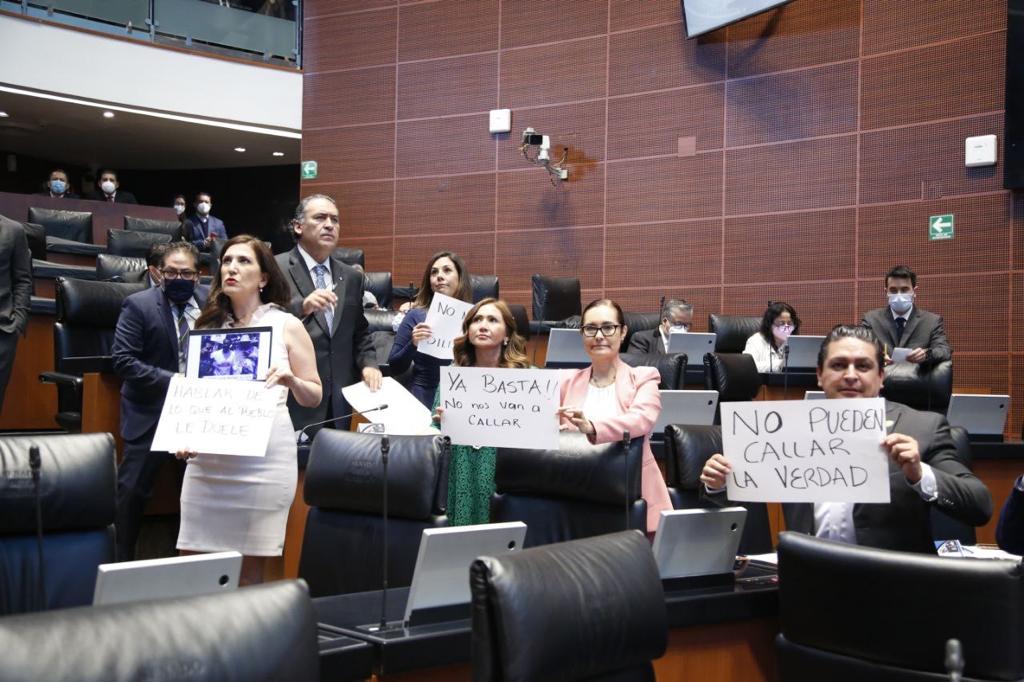 HABLAR DE
LO QUE AL PUEBLO
LE DUELE
NO
YA BASTA!!
No nos van a
CALLAR
NO PUEDEN
CALLAR
LA VERDAD